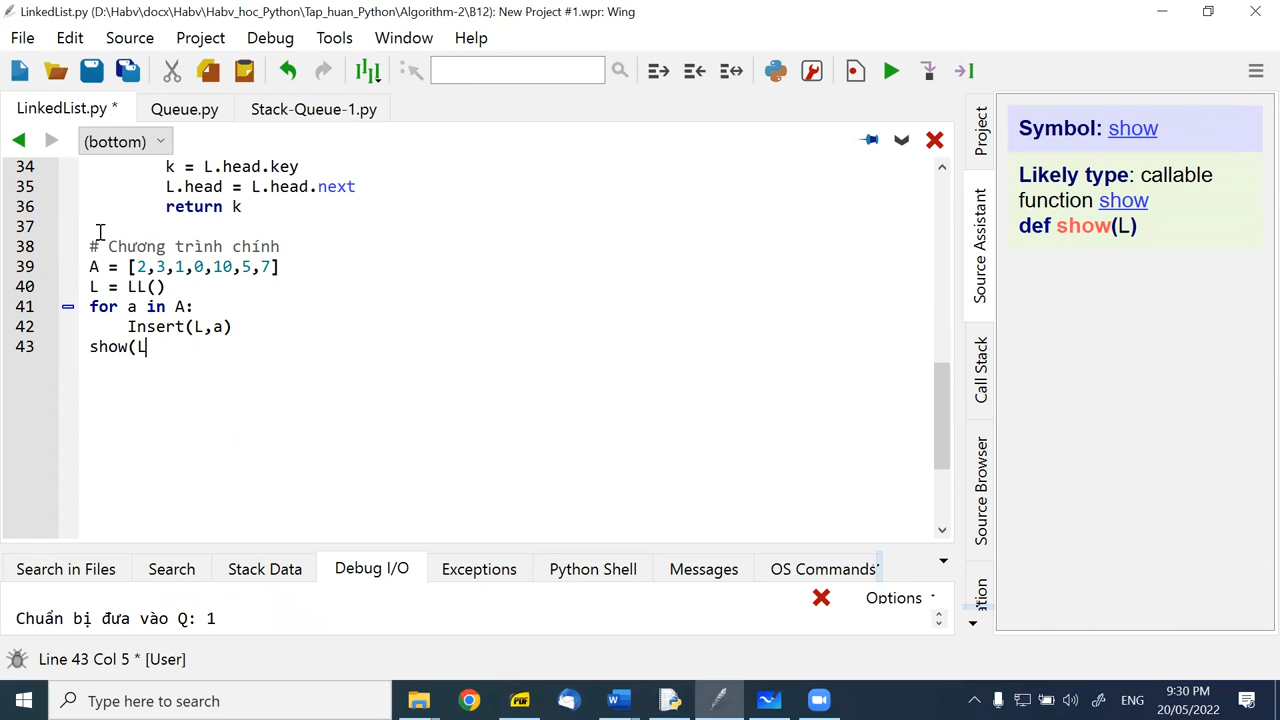 LinkedList.py (D:\Habv\docx\Habv\Habv_hoc_Python\Tap_huan_Python\Algorithm-2\B12): New Project #1.wpr: Wing
File Edit Source Project Debug Tools Window Help
LinkedList.py * Queue.py Stack-Queue-1.py
(bottom)
34 k = L.head.key
35 L.head = L.head.next
36 return k
37
38 # Chương trình chính
39 A = [2,3,1,0,10,5,7]
40 L = LL()
41 for a in A:
42 Insert(L,a)
43 show(L
Project
Source Assistant
Call Stack
Source Browser
Symbol: show
Likely type: callable
function show
def show(L)
Search in Files Search Stack Data Debug I/O Exceptions Python Shell Messages OS Commands
Options
Chuẩn bị đưa vào Q: 1
Line 43 Col 5 * [User]
Type here to search
PDF
ENG
9:30 PM
20/05/2022